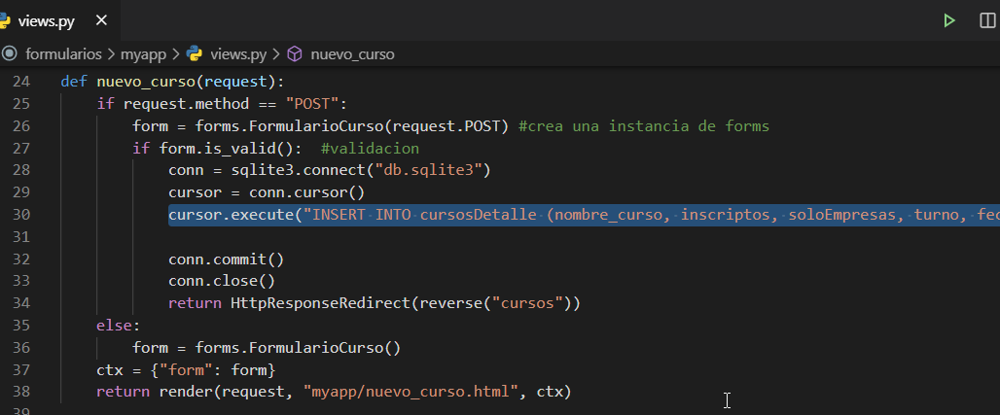 views.py
formularios > myapp > views.py > nuevo_curso
24 def nuevo_curso(request):
25 if request.method == "POST":
26 form = forms.FormularioCurso(request.POST) #crea una instancia de forms
27 if form.is_valid(): #validacion
28 conn = sqlite3.connect("db.sqlite3")
29 cursor = conn.cursor()
30 cursor.execute("INSERT INTO cursosDetalle (nombre_curso, inscriptos, soloEmpresas, turno,
31
32 conn.commit()
33 conn.close()
34 return HttpResponseRedirect(reverse("cursos"))
35 else:
36 form = forms.FormularioCurso()
37 ctx = {"form": form}
38 return render(request, "myapp/nuevo_curso.html", ctx)
39